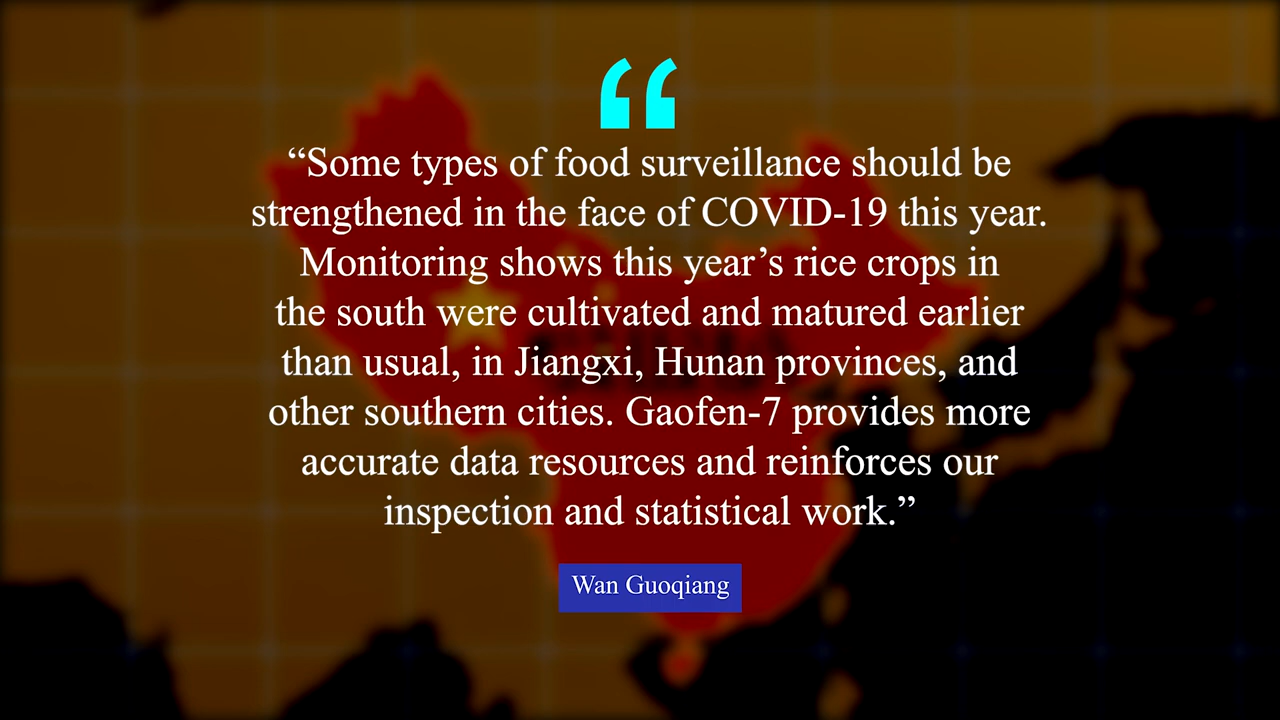 “Some types of food surveillance should be
strengthened in the face of COVID-19 this year.
Monitoring shows this year’s rice crops in
the south were cultivated and matured earlier
than usual, in Jiangxi, Hunan provinces, and
other southern cities. Gaofen-7 provides more
accurate data resources and reinforces our
inspection and statistical work.”
Wan Guoqiang